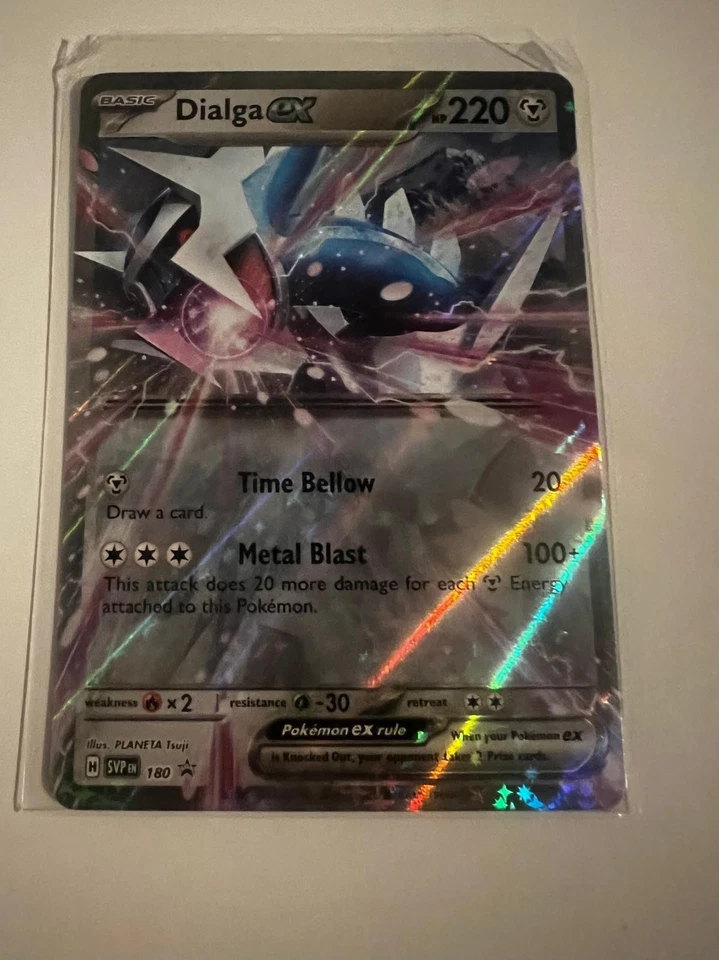 BASIC Dialga ex HP 220
Time Bellow 20
Draw a card.
Metal Blast 100+
This attack does 20 more damage for each Energy
attached to this Pokémon.
weakness ×2 resistance -30 retreat
Pokémon ex rule When your Pokémon ex
is Knocked Out, your opponent takes 2 Prize cards.
Illus. PLANETA Tsuji
H SVP EN 180